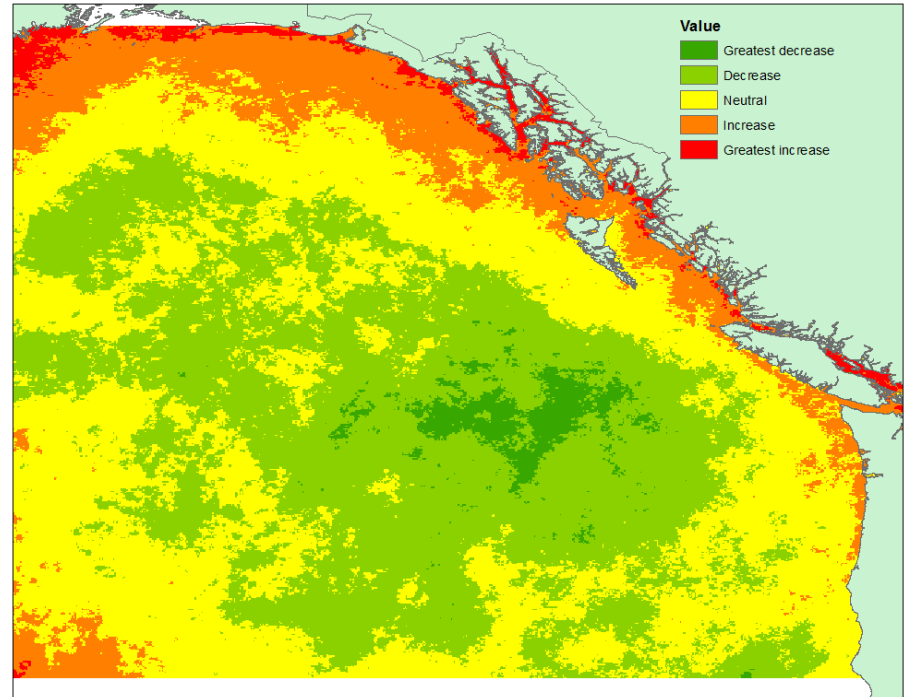 Value
Greatest decrease
Decrease
Neutral
Increase
Greatest increase